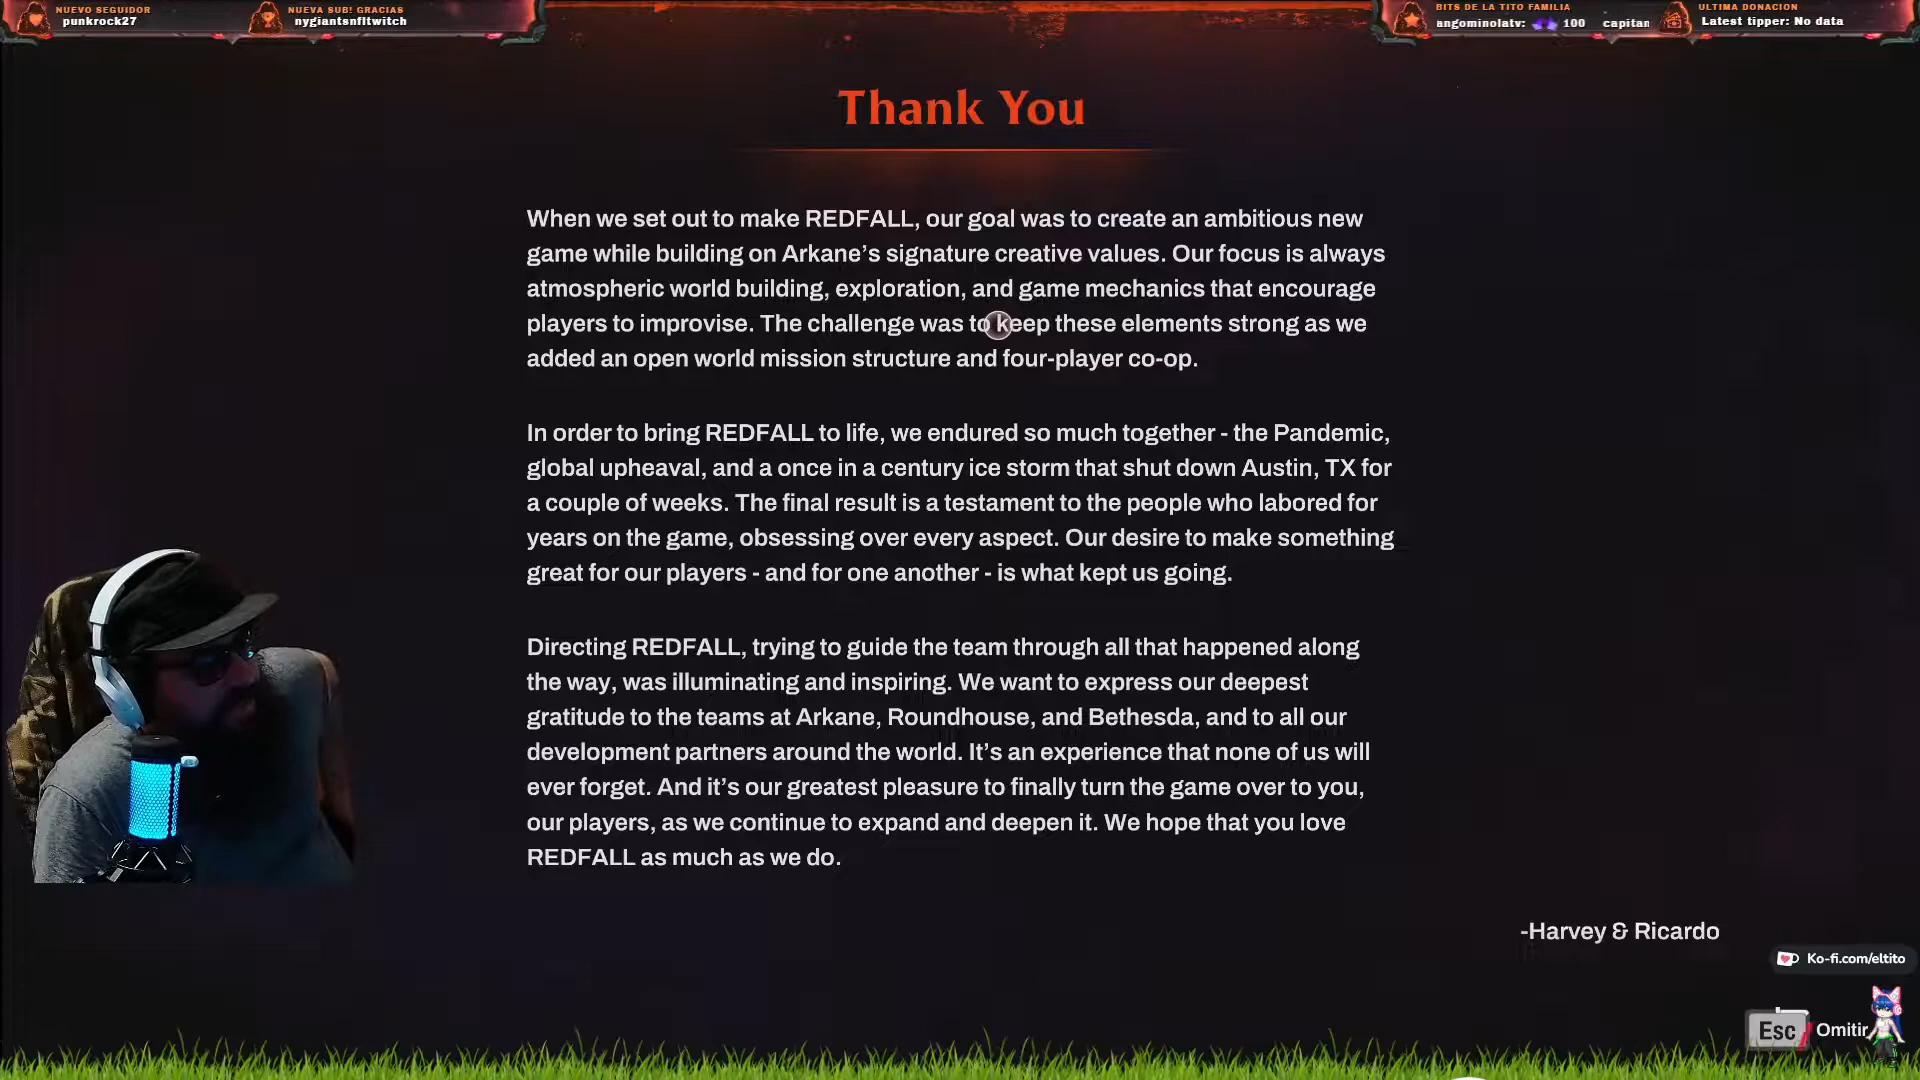 NUEVO SEGUIDOR
punkrock27
NUEVA SUB! GRACIAS
nygiantsnfltwitch
BITS DE LA TITO FAMILIA
angominolatv: 100 capitan
ULTIMA DONACION
Latest tipper: No data
Thank You
When we set out to make REDFALL, our goal was to create an ambitious new
game while building on Arkane’s signature creative values. Our focus is always
atmospheric world building, exploration, and game mechanics that encourage
players to improvise. The challenge was to keep these elements strong as we
added an open world mission structure and four-player co-op.
In order to bring REDFALL to life, we endured so much together - the Pandemic,
global upheaval, and a once in a century ice storm that shut down Austin, TX for
a couple of weeks. The final result is a testament to the people who labored for
years on the game, obsessing over every aspect. Our desire to make something
great for our players - and for one another - is what kept us going.
Directing REDFALL, trying to guide the team through all that happened along
the way, was illuminating and inspiring. We want to express our deepest
gratitude to the teams at Arkane, Roundhouse, and Bethesda, and to all our
development partners around the world. It’s an experience that none of us will
ever forget. And it’s our greatest pleasure to finally turn the game over to you,
our players, as we continue to expand and deepen it. We hope that you love
REDFALL as much as we do.
-Harvey & Ricardo
Ko-fi.com/eltito
Esc Omitir